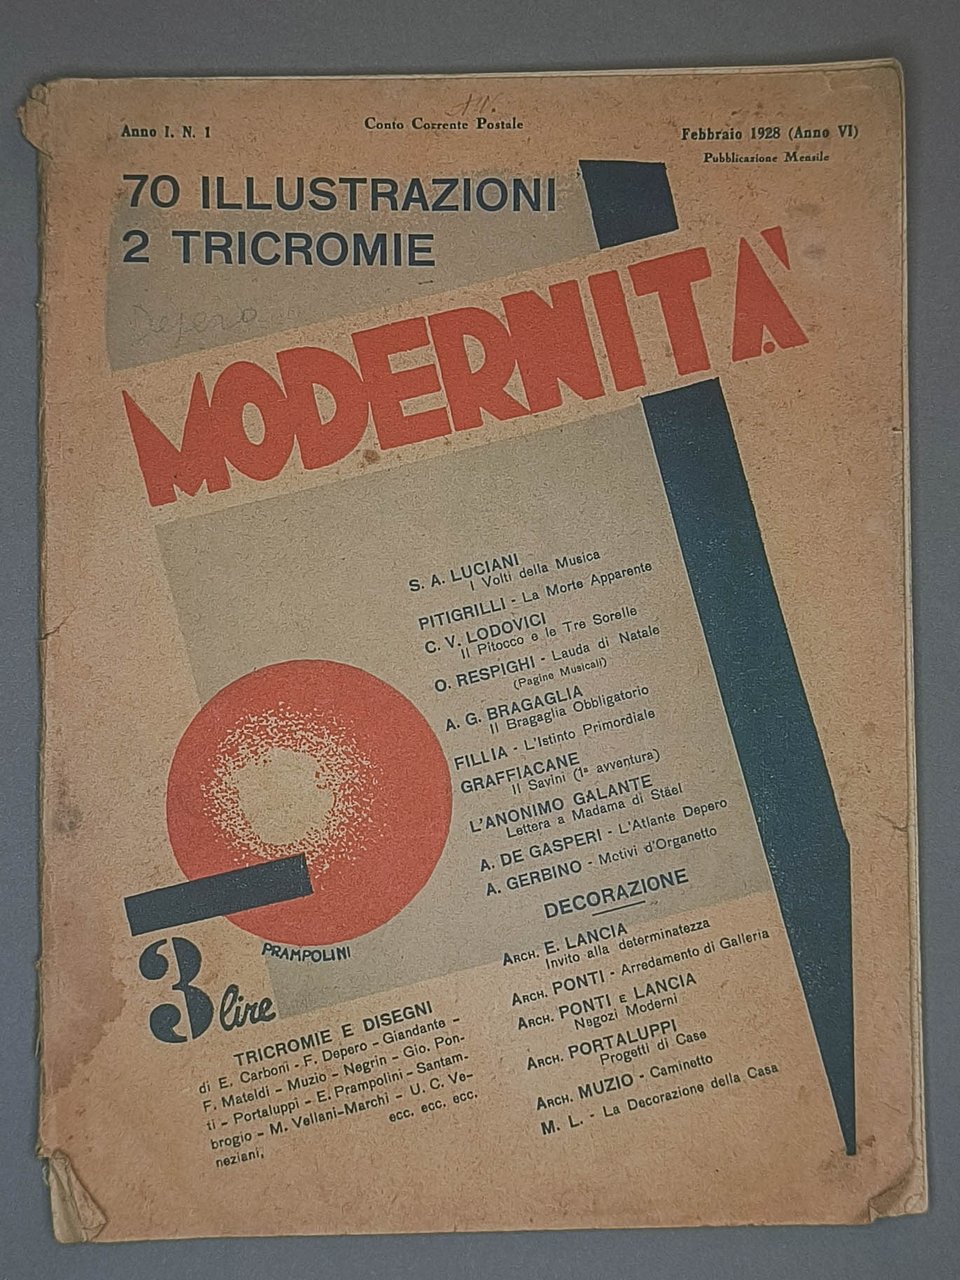 Anno I. N. 1
Conto Corrente Postale
Febbraio 1928 (Anno VI)
Pubblicazione Mensile
70 ILLUSTRAZIONI
2 TRICROMIE
Depero
MODERNITÀ
S. A. LUCIANI
I Volti della Musica
PITIGRILLI - La Morte Apparente
C. V. LODOVICI
Il Pitocco e le Tre Sorelle
O. RESPIGHI - Lauda di Natale
(Pagine Musicali)
A. G. BRAGAGLIA
Il Bragaglia Obbligatorio
FILLIA - L'Istinto Primordiale
GRAFFIACANE
Il Savini (1ª avventura)
L'ANONIMO GALANTE
Lettera a Madama di Stäel
A. DE GASPERI - L'Atlante Depero
A. GERBINO - Motivi d'Organetto
DECORAZIONE
ARCH. E. LANCIA
Invito alla determinatezza
ARCH. PONTI - Arredamento di Galleria
ARCH. PONTI E LANCIA
Negozi Moderni
ARCH. PORTALUPPI
Progetti di Case
ARCH. MUZIO - Caminetto
M. L. - La Decorazione della Casa
PRAMPOLINI
3 lire
TRICROMIE E DISEGNI
di E. Carboni - F. Depero - Giandante -
F. Mateldi - Muzio - Negrin - Gio. Pon-
ti - Portaluppi - E. Prampolini - Santam-
brogio - M. Vellani-Marchi - U. C. Ve-
neziani, ecc. ecc. ecc.